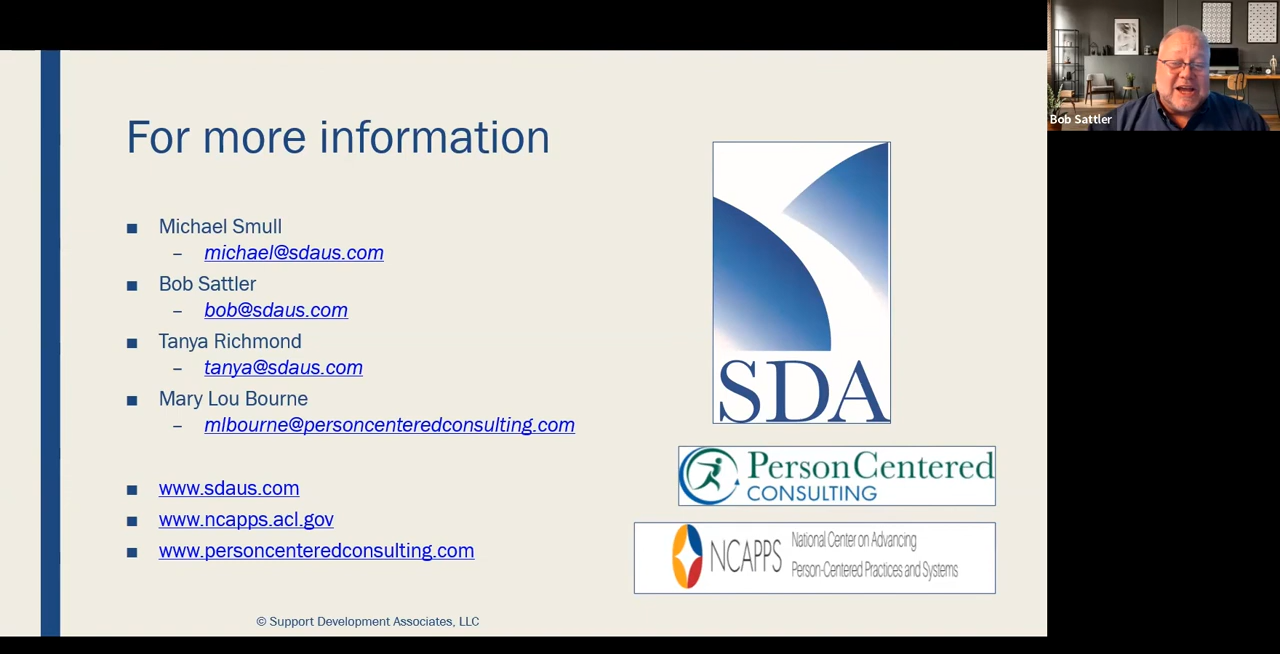 For more information
■ Michael Smull
– michael@sdaus.com
■ Bob Sattler
– bob@sdaus.com
■ Tanya Richmond
– tanya@sdaus.com
■ Mary Lou Bourne
– mlbourne@personcenteredconsulting.com
■ www.sdaus.com
■ www.ncapps.acl.gov
■ www.personcenteredconsulting.com
© Support Development Associates, LLC
SDA
PersonCentered
CONSULTING
NCAPPS
National Center on Advancing
Person-Centered Practices and Systems
Bob Sattler